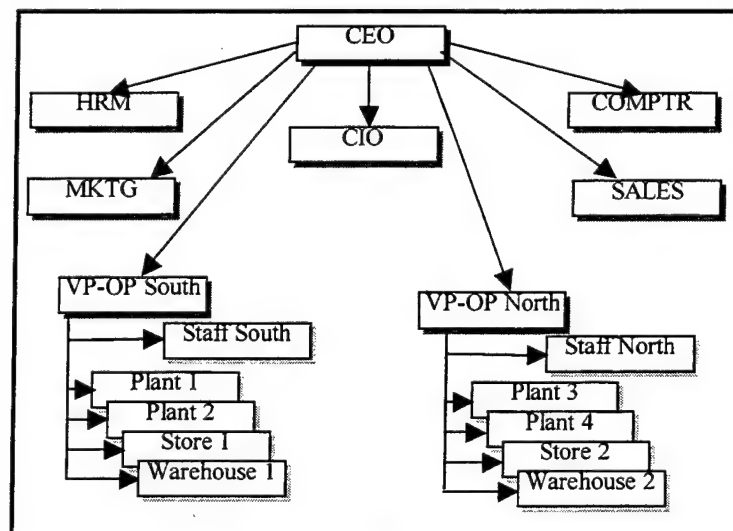 CEO
HRM
COMPTR
CIO
MKTG
SALES
VP-OP South
VP-OP North
Staff South
Staff North
Plant 1
Plant 2
Store 1
Warehouse 1
Plant 3
Plant 4
Store 2
Warehouse 2